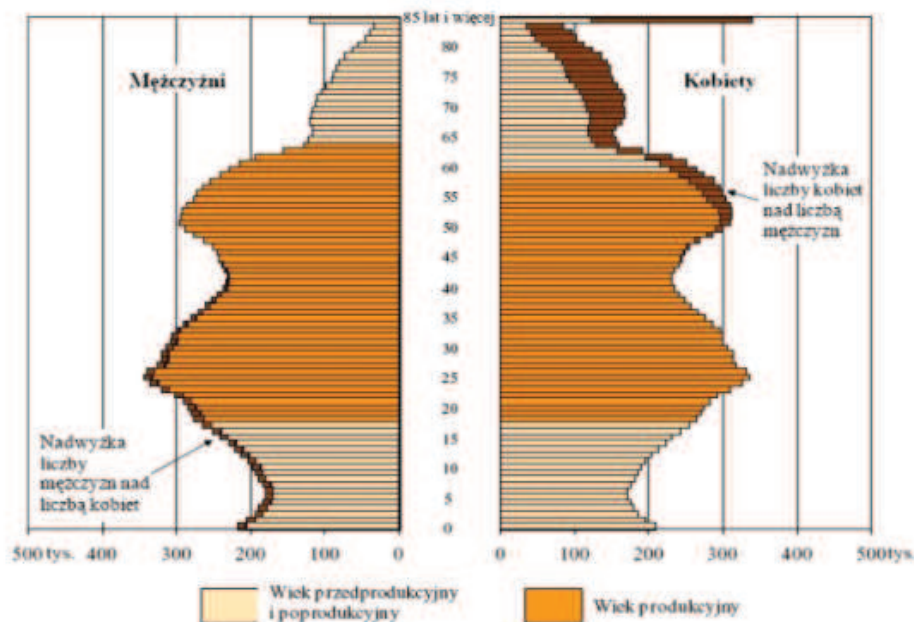 85 lat i więcej
Mężczyźni
Kobiety
80
75
70
65
60
55
50
45
40
35
30
25
20
15
10
5
0
Nadwyżka
liczby kobiet
nad liczbą
mężczyzn
Nadwyżka
liczby
mężczyzn nad
liczbą kobiet
500 tys. 400 300 200 100 0
0 100 200 300 400 500 tys.
Wiek przedprodukcyjny
i poprodukcyjny
Wiek produkcyjny